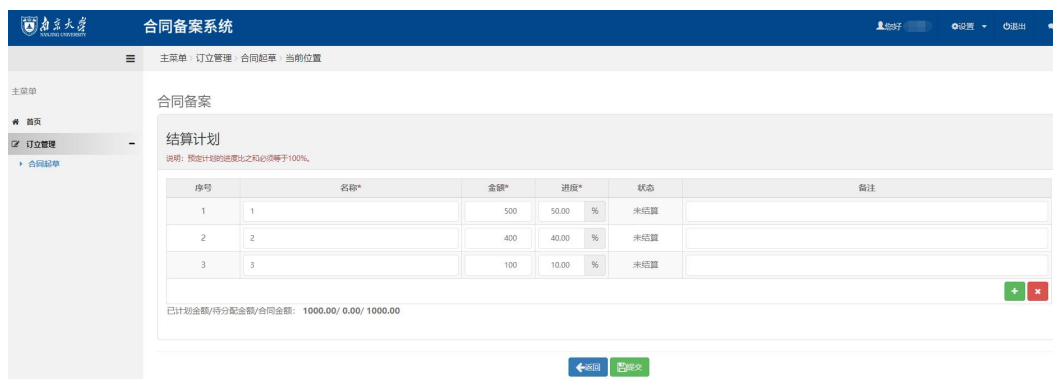 南京大学
NANJING UNIVERSITY
合同备案系统
您好
设置
退出
主菜单 订立管理 合同起草 当前位置
主菜单
首页
订立管理
合同起草
合同备案
结算计划
说明：预定计划的进度比之和必须等于100%。
序号 名称* 金额* 进度* 状态 备注
1 1 500 50.00 % 未结算
2 2 400 40.00 % 未结算
3 3 100 10.00 % 未结算
已计划金额/待分配金额/合同金额： 1000.00/ 0.00/ 1000.00
返回
提交